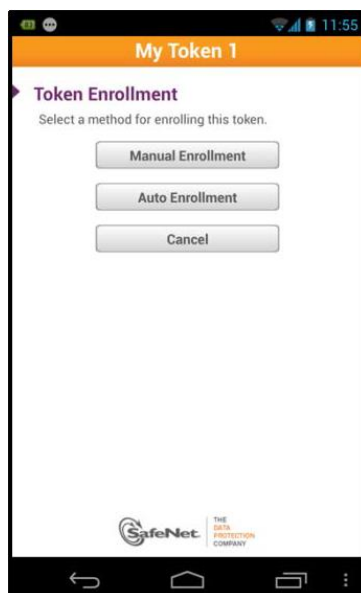 11:55
My Token 1
Token Enrollment
Select a method for enrolling this token.
Manual Enrollment
Auto Enrollment
Cancel
SafeNet.
THE
DATA
PROTECTION
COMPANY